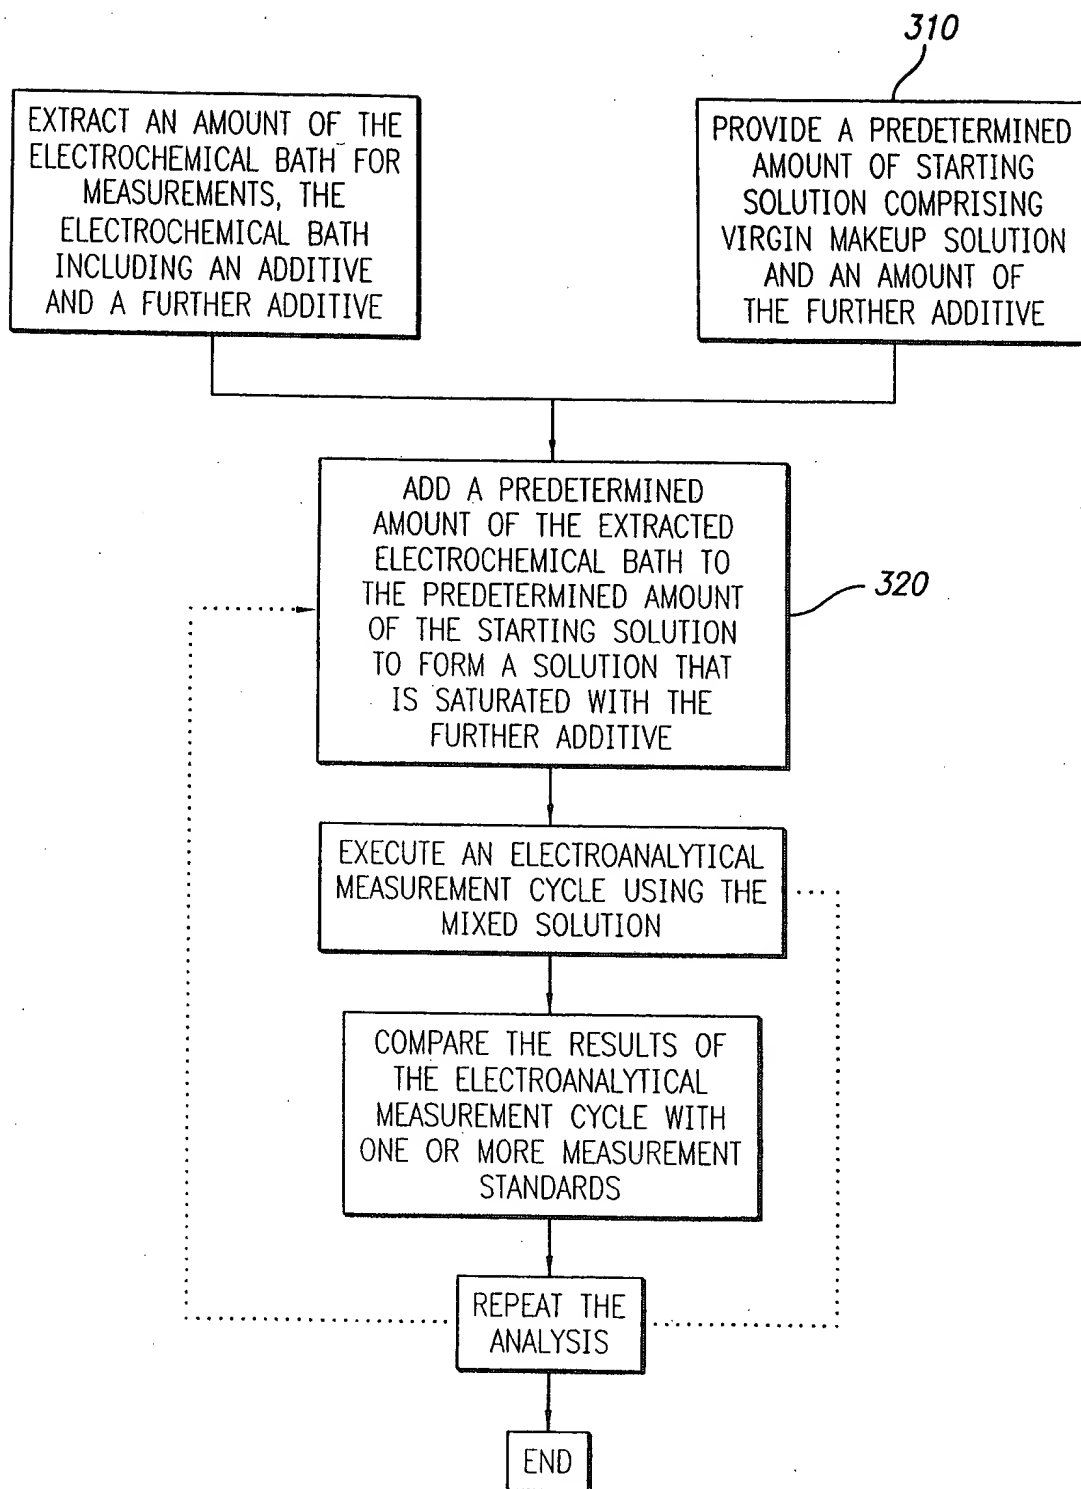 310
EXTRACT AN AMOUNT OF THE
ELECTROCHEMICAL BATH FOR
MEASUREMENTS, THE
ELECTROCHEMICAL BATH
INCLUDING AN ADDITIVE
AND A FURTHER ADDITIVE
PROVIDE A PREDETERMINED
AMOUNT OF STARTING
SOLUTION COMPRISING
VIRGIN MAKEUP SOLUTION
AND AN AMOUNT OF
THE FURTHER ADDITIVE
ADD A PREDETERMINED
AMOUNT OF THE EXTRACTED
ELECTROCHEMICAL BATH TO
THE PREDETERMINED AMOUNT
OF THE STARTING SOLUTION
TO FORM A SOLUTION THAT
IS SATURATED WITH THE
FURTHER ADDITIVE
320
EXECUTE AN ELECTROANALYTICAL
MEASUREMENT CYCLE USING THE
MIXED SOLUTION
COMPARE THE RESULTS OF
THE ELECTROANALYTICAL
MEASUREMENT CYCLE WITH
ONE OR MORE MEASUREMENT
STANDARDS
REPEAT THE
ANALYSIS
END